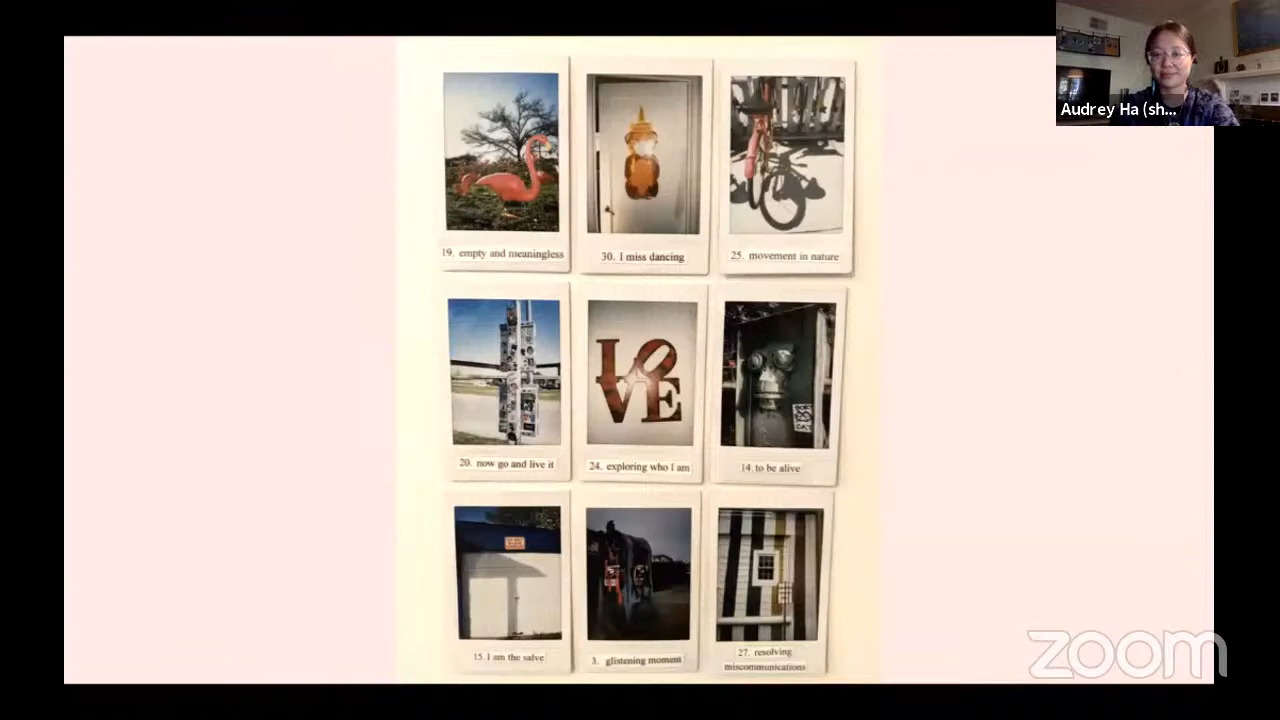 Audrey Ha (sh...
19. empty and meaningless
30. I miss dancing
25. movement in nature
LO
VE
20. now go and live it
24. exploring who I am
14. to be alive
15. I am the salve
3. glistening moment
27. resolving
miscommunications
zoom